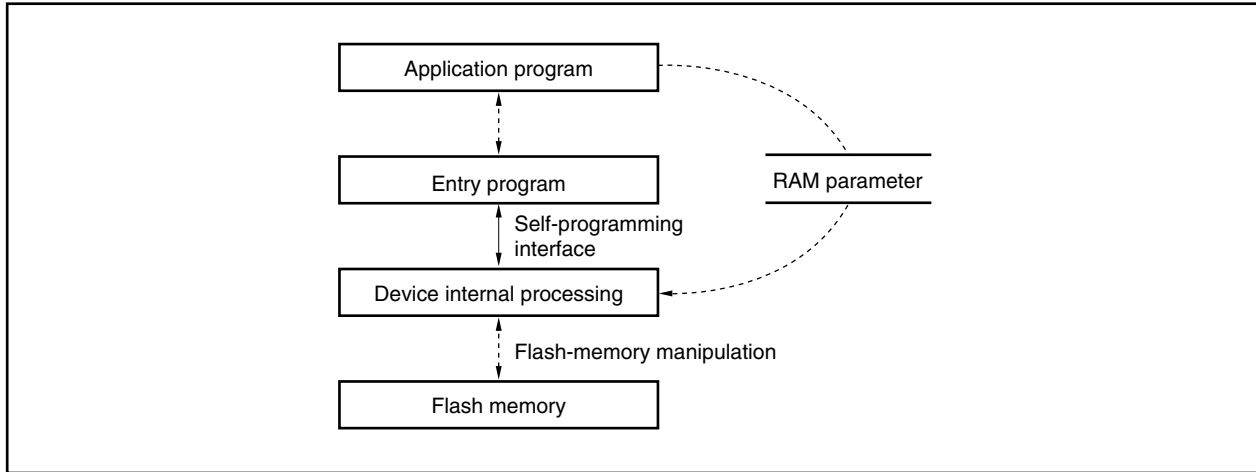 Application program
Entry program
RAM parameter
Self-programming
interface
Device internal processing
Flash-memory manipulation
Flash memory